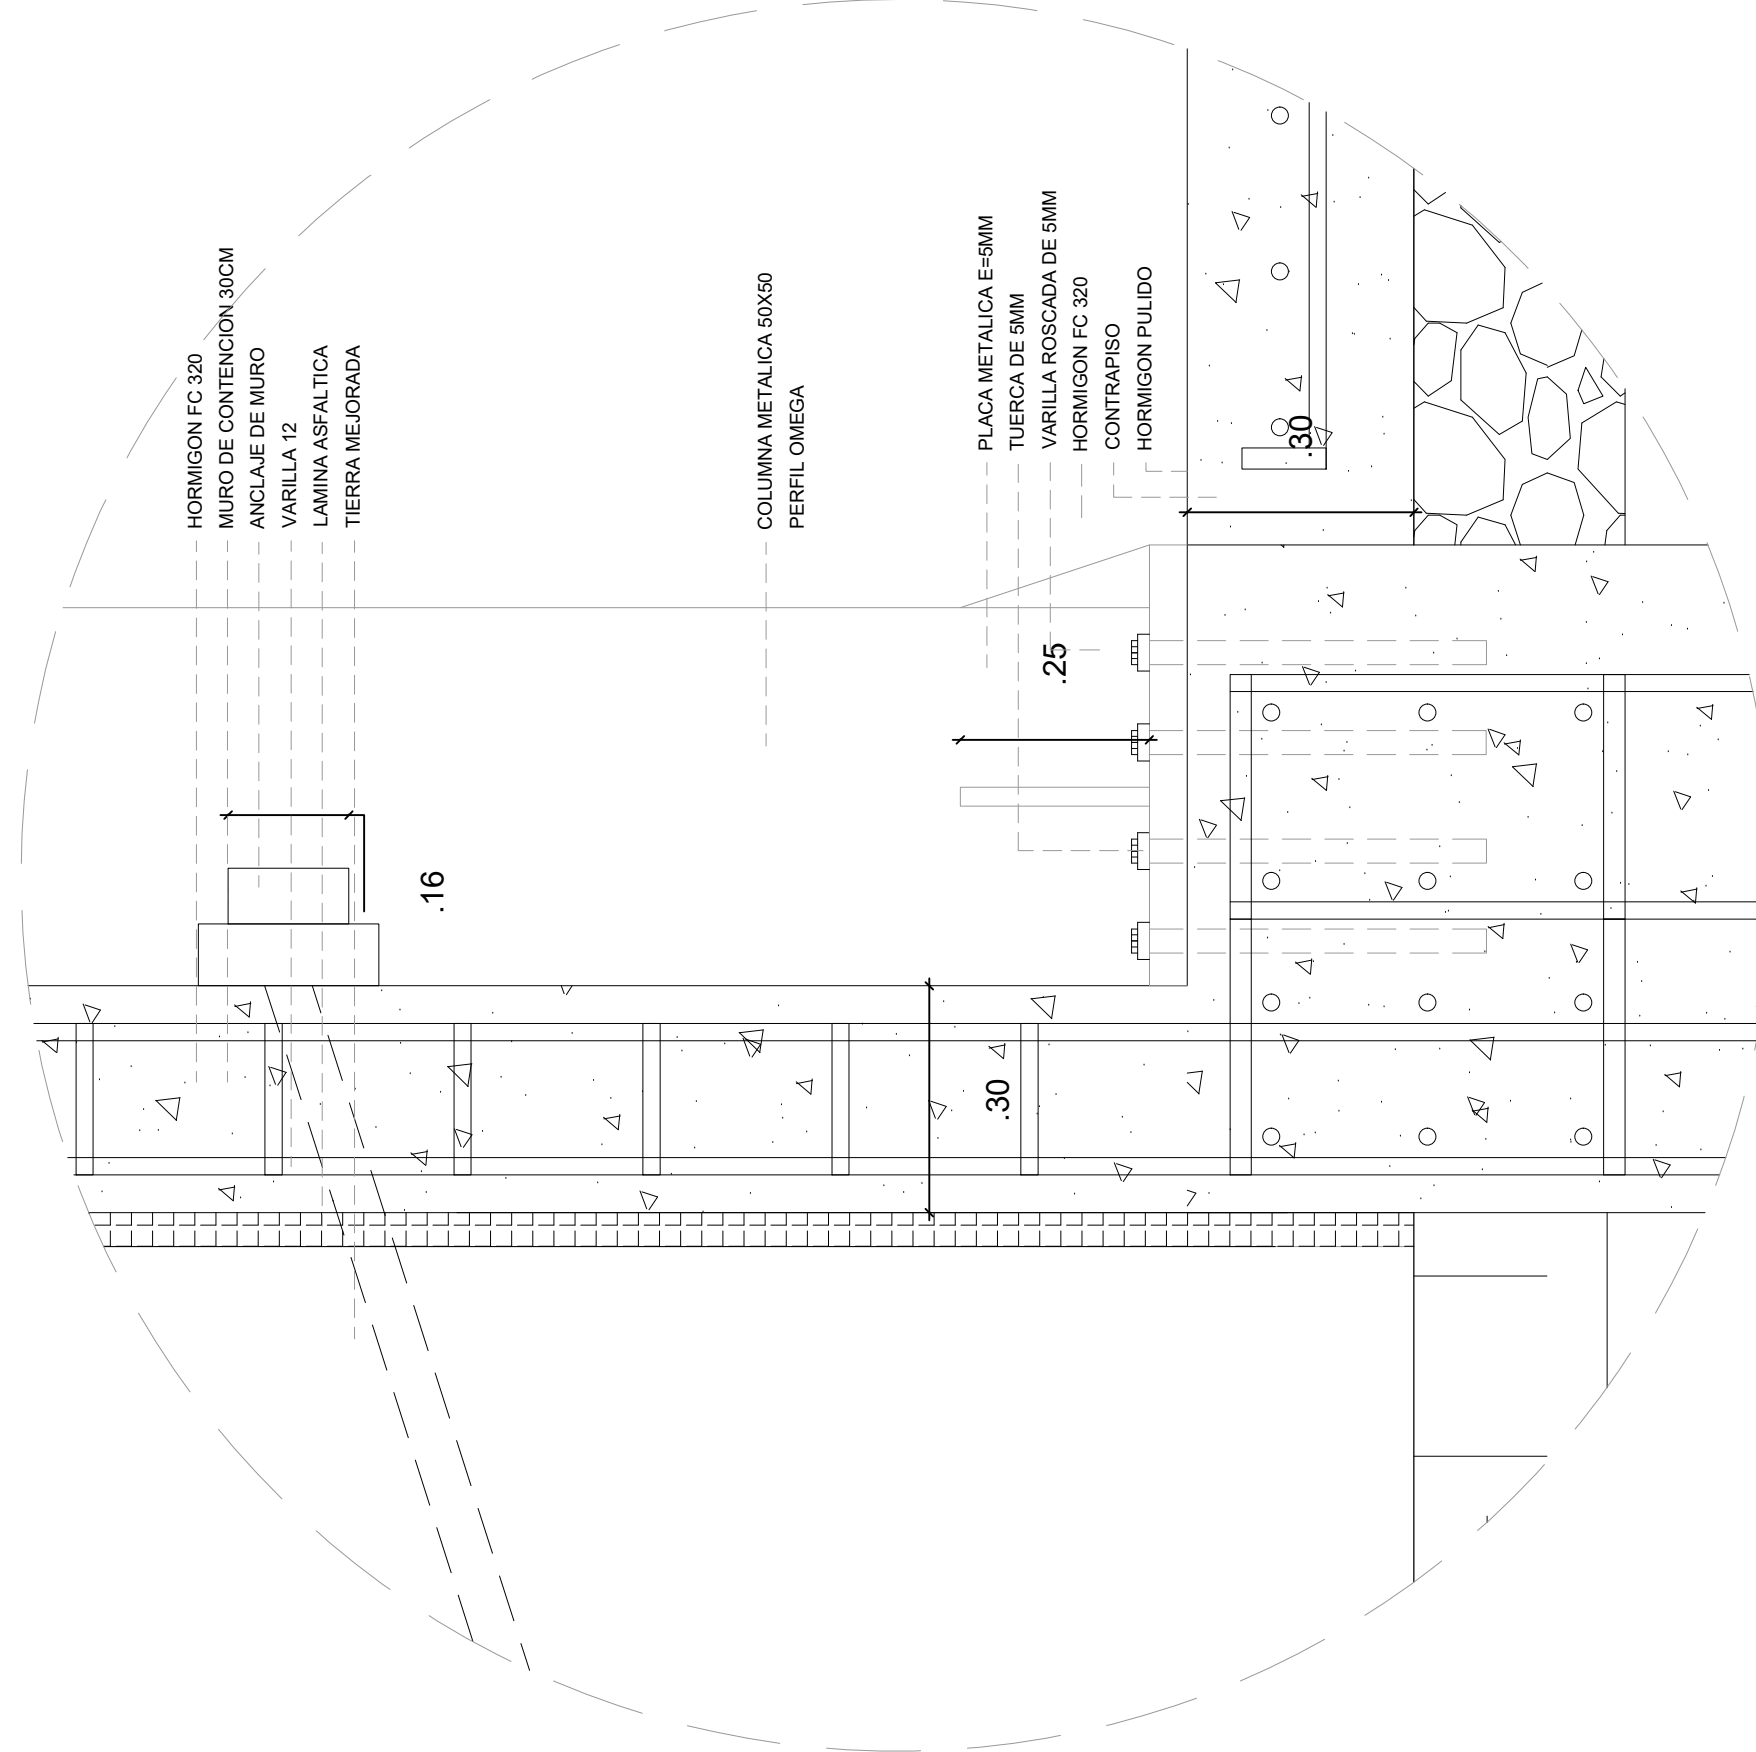 HORMIGON FC 320
MURO DE CONTENCION 30CM
ANCLAJE DE MURO
VARILLA 12
LAMINA ASFALTICA
TIERRA MEJORADA
.16
COLUMNA METALICA 50X50
PERFIL OMEGA
PLACA METALICA E=5MM
TUERCA DE 5MM
VARILLA ROSCADA DE 5MM
HORMIGON FC 320
CONTRAPISO
HORMIGON PULIDO
.25
.30
.30